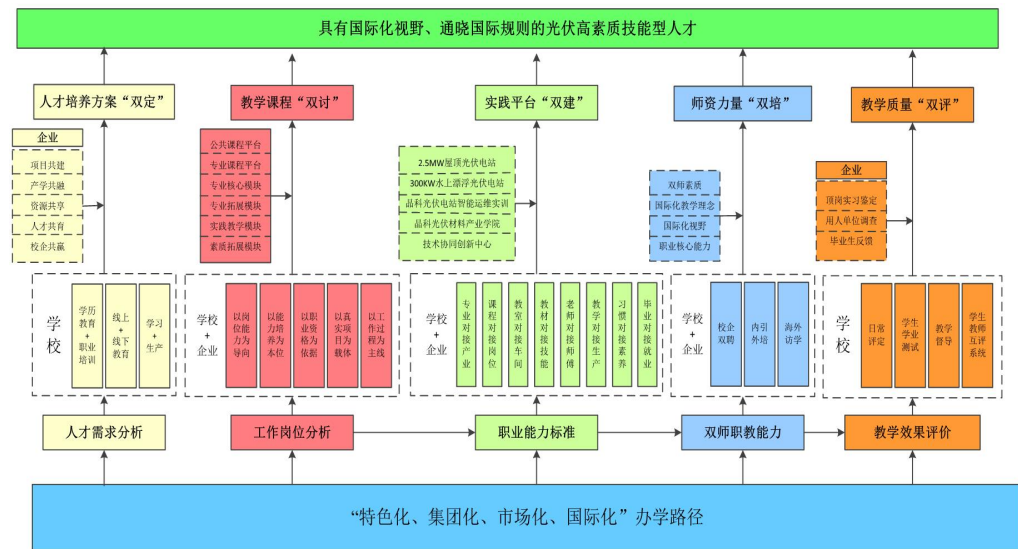 具有国际化视野、通晓国际规则的光伏高素质技能型人才
人才培养方案“双定”
教学课程“双讨”
实践平台“双建”
师资力量“双培”
教学质量“双评”
企业
项目共建
产学共融
资源共享
人才共育
校企共赢
公共课程平台
专业课程平台
专业核心模块
专业拓展模块
实践教学模块
素质拓展模块
2.5MW屋顶光伏电站
300KW水上漂浮光伏电站
晶科光伏电站智能运维实训
晶科光伏材料产业学院
技术协同创新中心
双师素质
国际化教学理念
国际化视野
职业核心能力
企业
顶岗实习鉴定
用人单位调查
毕业生反馈
学校
学历教育+职业培训
线上+线下教育
学习+生产
学校+企业
以岗位能力为导向
以能力培养为本位
以职业资格为依据
以真实项目为载体
以工作过程为主线
学校+企业
专业对接产业
课程对接岗位
教室对接车间
教材对接技能
老师对接师傅
教学对接生产
习惯对接素养
毕业对接就业
学校+企业
校企双聘
内引外培
海外访学
学校
日常评定
学生学业测试
教学督导
学生教师互评系统
人才需求分析
工作岗位分析
职业能力标准
双师职教能力
教学效果评价
“特色化、集团化、市场化、国际化”办学路径